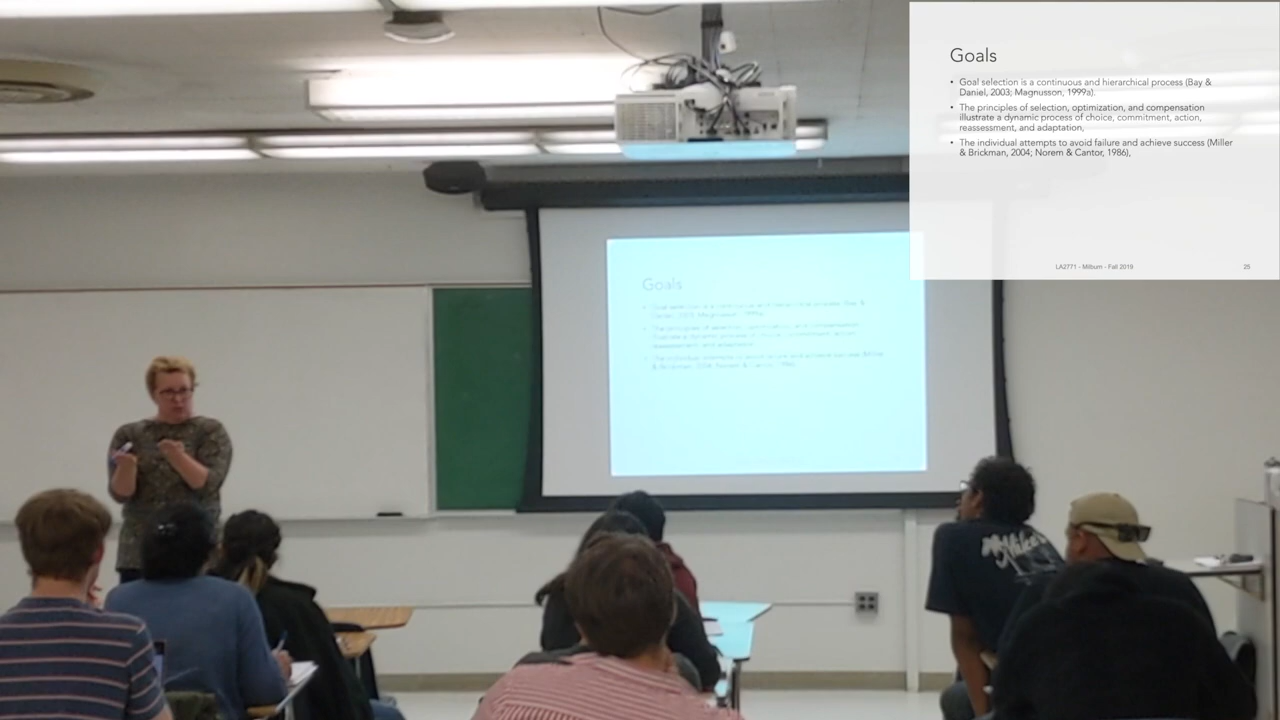 Goals
• Goal selection is a continuous and hierarchical process (Bay &
Daniel, 2003; Magnusson, 1999a).
• The principles of selection, optimization, and compensation
illustrate a dynamic process of choice, commitment, action,
reassessment, and adaptation,
• The individual attempts to avoid failure and achieve success (Miller
& Brickman, 2004; Norem & Cantor, 1986),
LA2771 - Milburn - Fall 2019
25
Goals